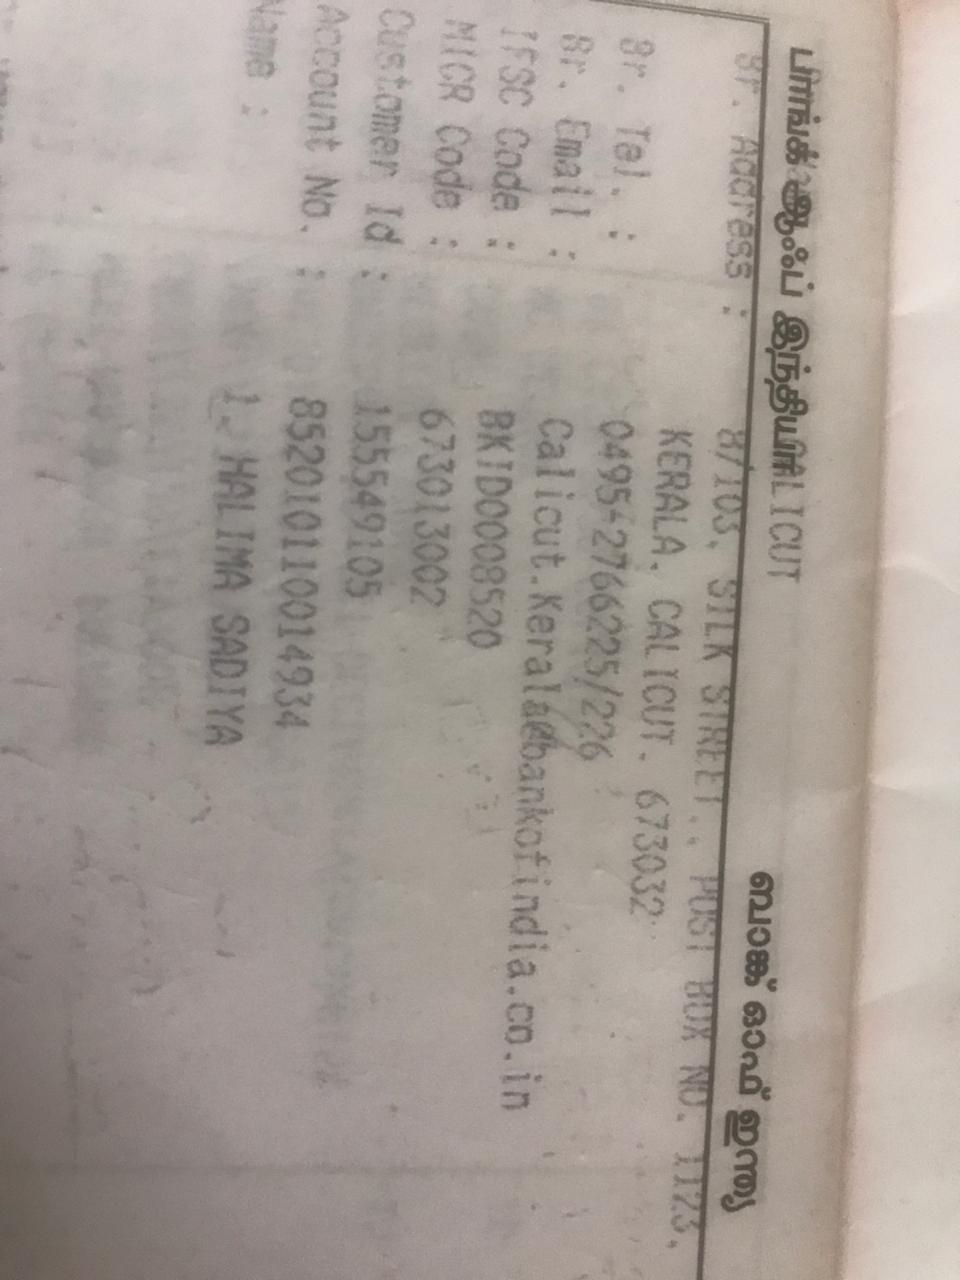 பாங்க் ஆஃப் இந்தியா CALICUT
ബാങ്ക് ഓഫ് ഇന്ത്യ
Br. Address : 8/103, SILK STREET,, POST BOX NO. 1123,
KERALA, CALICUT, 673032
Br. Tel. : 0495-2766225/226
Br. Email : Calicut.Kerala@bankofindia.co.in
IFSC Code : BKID0008520
MICR Code : 673013002
Customer Id : 155549105
Account No. : 852010110014934
Name : 1. HALIMA SADIYA